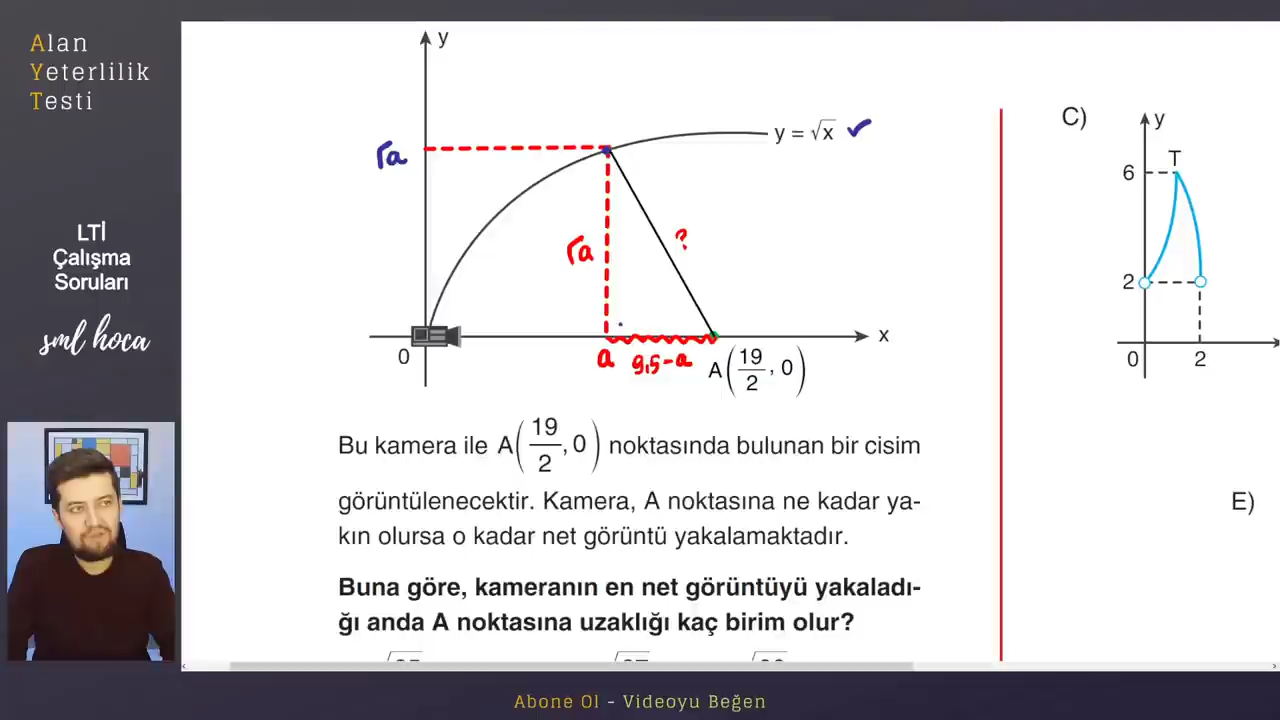 Alan
Yeterlilik
Testi
LTİ
Çalışma
Soruları
sml hoca
y
y = √x
√a
√a
?
x
0
a
9,5-a
A(19/2, 0)
Bu kamera ile A(19/2, 0) noktasında bulunan bir cisim
görüntülenecektir. Kamera, A noktasına ne kadar ya-
kın olursa o kadar net görüntü yakalamaktadır.
Buna göre, kameranın en net görüntüyü yakaladı-
ğı anda A noktasına uzaklığı kaç birim olur?
C)
y
T
6
2
0
2
E)
Abone Ol - Videoyu Beğen